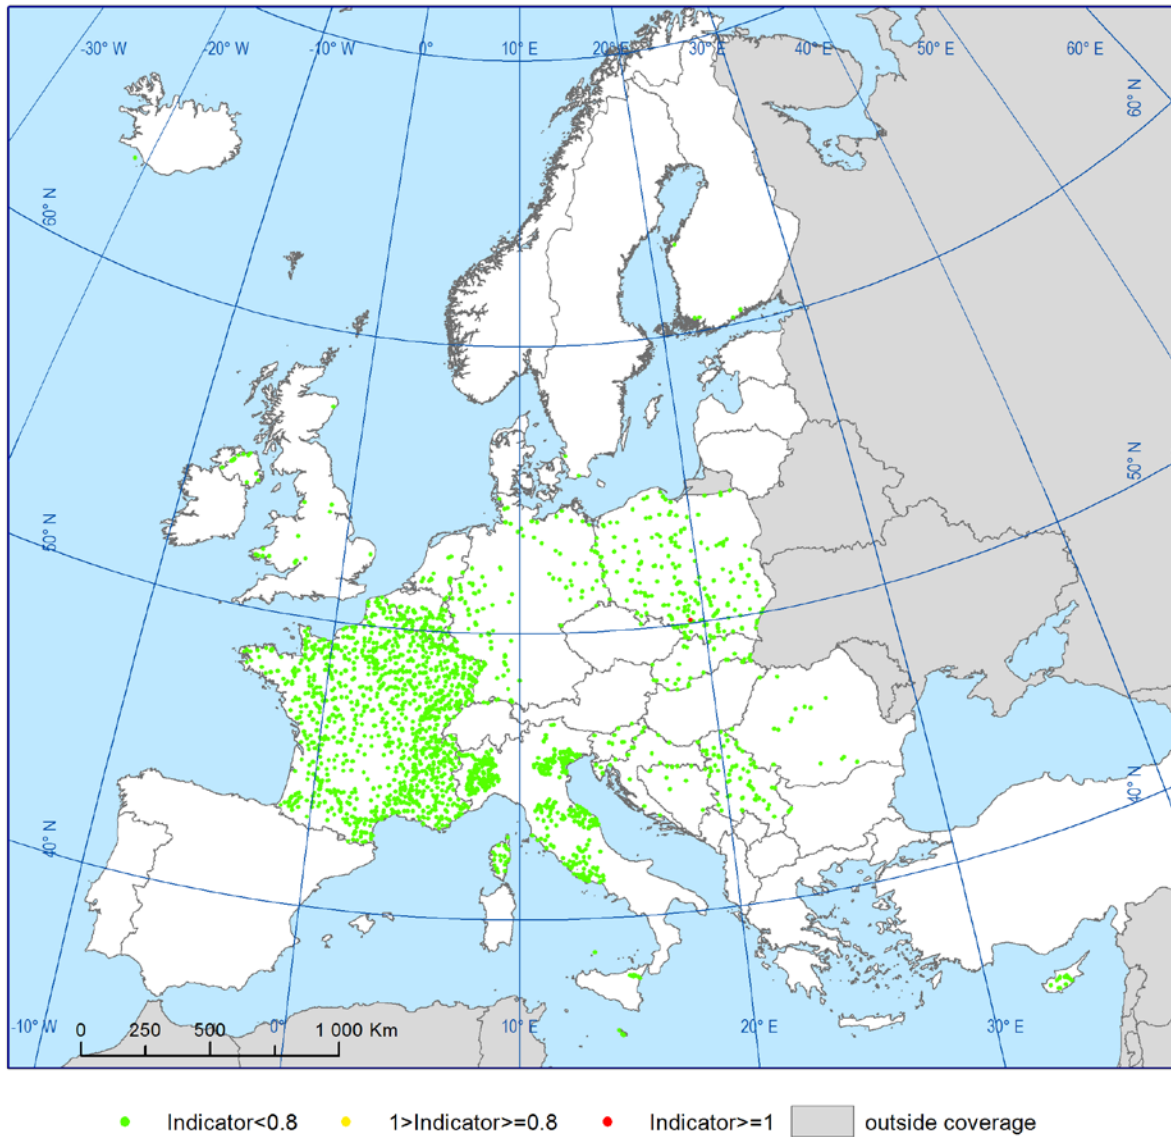 -30° W -20° W -10° W 0° 10° E 20° E 30° E 40° E 50° E 60° E
60° N
60° N
50° N
50° N
40° N
40° N
-10° W 0° 10° E 20° E 30° E
0 250 500 1 000 Km
Indicator<0.8 1>Indicator>=0.8 Indicator>=1 outside coverage